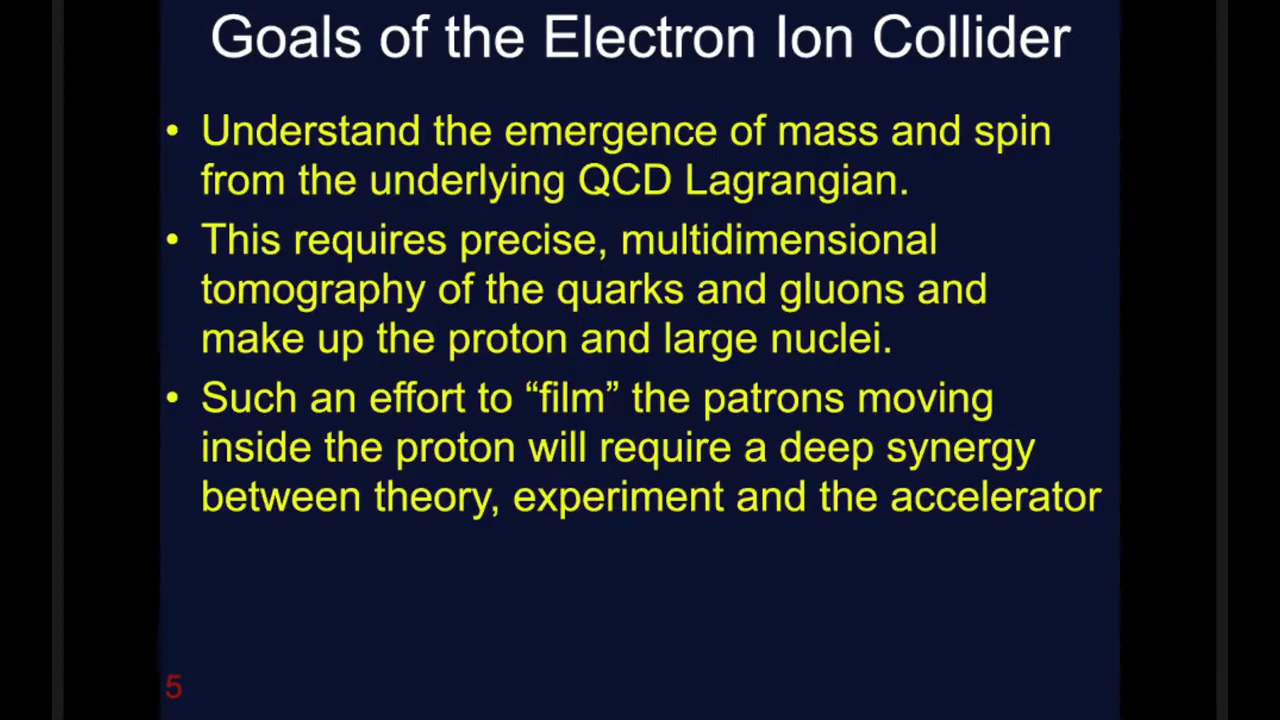 Goals of the Electron Ion Collider
• Understand the emergence of mass and spin
from the underlying QCD Lagrangian.
• This requires precise, multidimensional
tomography of the quarks and gluons and
make up the proton and large nuclei.
• Such an effort to “film” the patrons moving
inside the proton will require a deep synergy
between theory, experiment and the accelerator
5